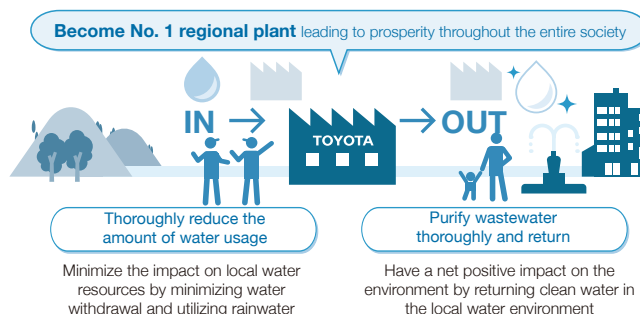 Become No. 1 regional plant leading to prosperity throughout the entire society
IN
OUT
TOYOTA
Thoroughly reduce the
amount of water usage
Purify wastewater
thoroughly and return
Minimize the impact on local water
resources by minimizing water
withdrawal and utilizing rainwater
Have a net positive impact on the
environment by returning clean water in
the local water environment